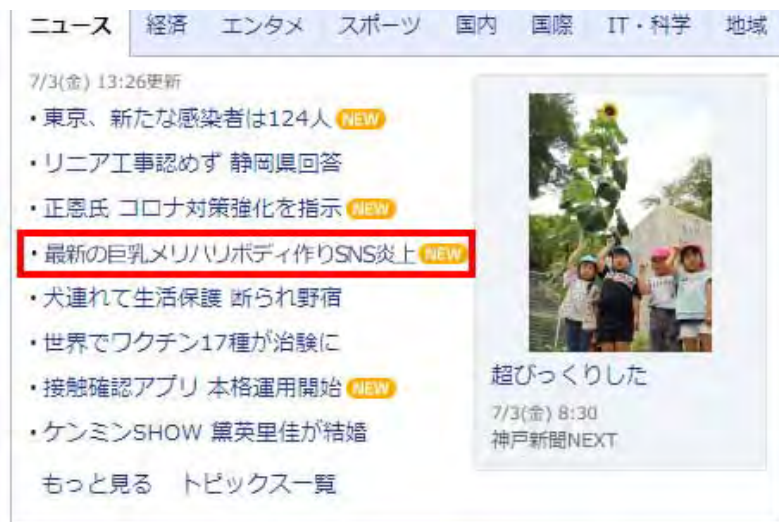 ニュース 経済 エンタメ スポーツ 国内 国際 IT・科学 地域
7/3(金) 13:26更新
・東京、新たな感染者は124人 NEW
・リニア工事認めず 静岡県回答
・正恩氏 コロナ対策強化を指示 NEW
・最新の巨乳メリハリボディ作りSNS炎上 NEW
・犬連れて生活保護 断られ野宿
・世界でワクチン17種が治験に
・接触確認アプリ 本格運用開始 NEW
・ケンミンSHOW 黛英里佳が結婚
もっと見る トピックス一覧
超びっくりした
7/3(金) 8:30
神戸新聞NEXT